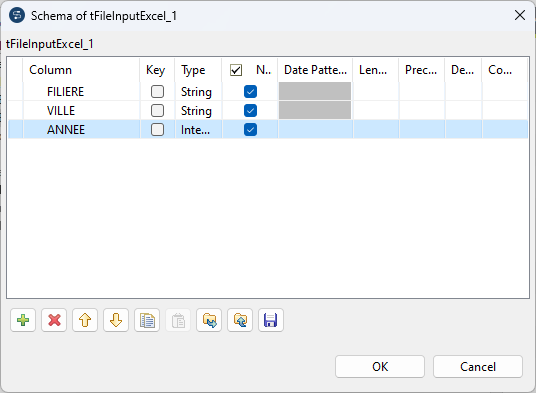 Schema of tFileInputExcel_1
tFileInputExcel_1
Column Key Type N.. Date Patte... Len... Prec... De... Co...
FILIERE String
VILLE String
ANNEE Inte...
OK Cancel